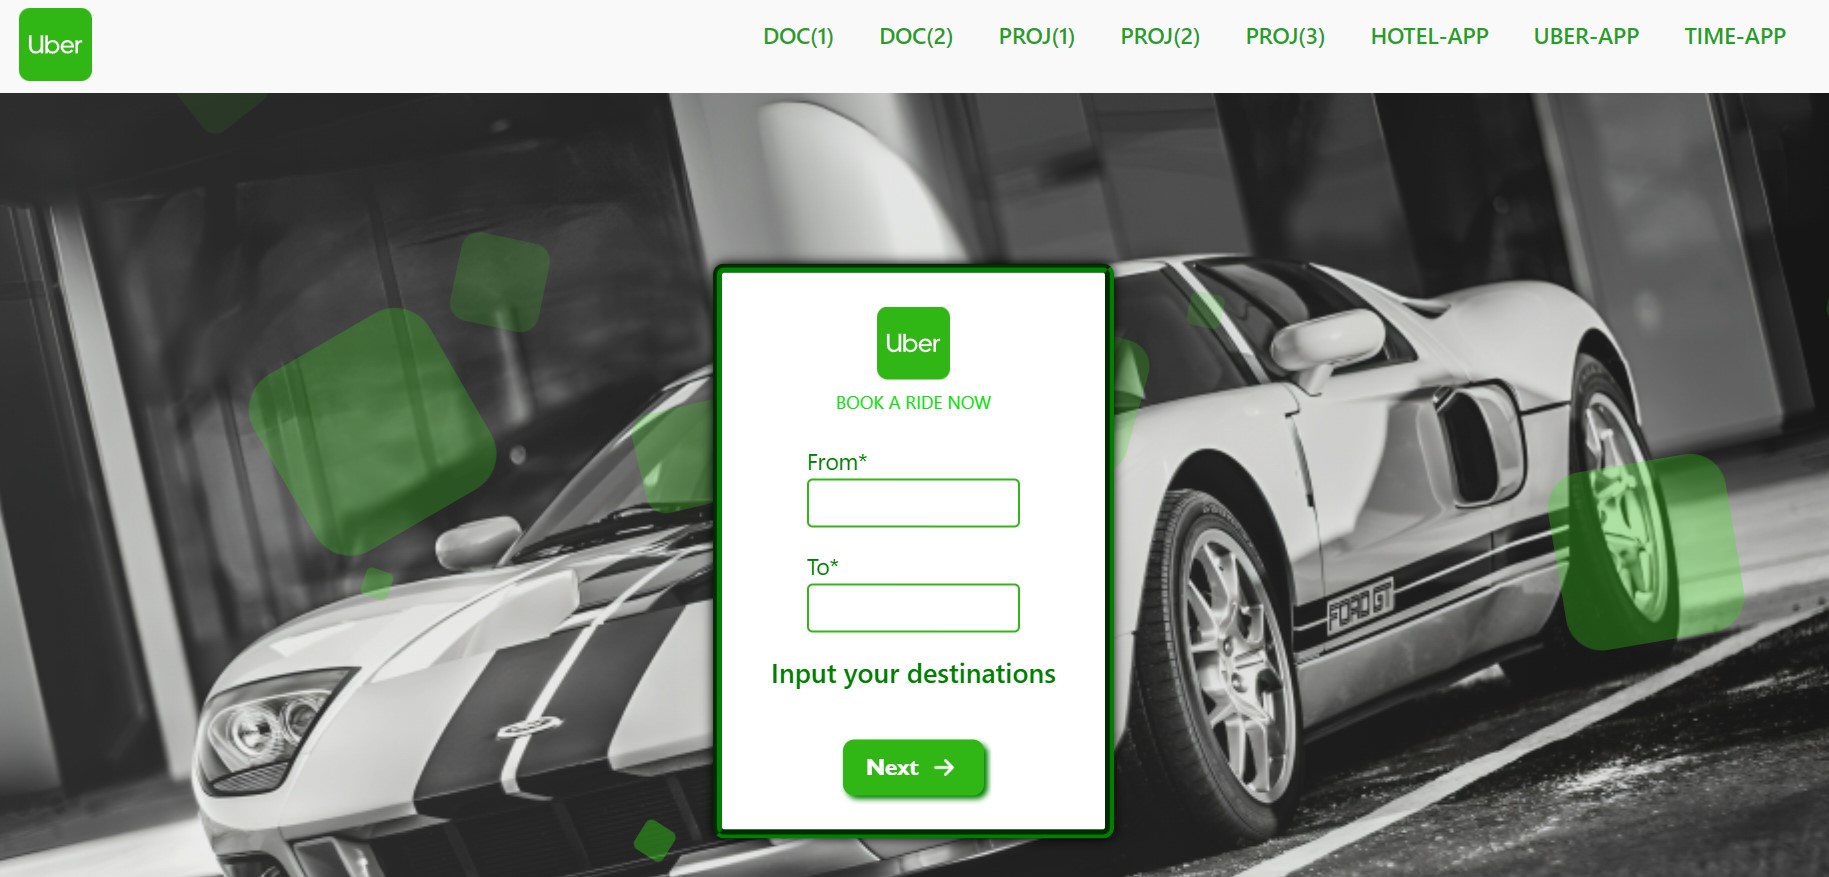 Uber
DOC(1) DOC(2) PROJ(1) PROJ(2) PROJ(3) HOTEL-APP UBER-APP TIME-APP
Uber
BOOK A RIDE NOW
From*
To*
FORD GT
Input your destinations
Next →